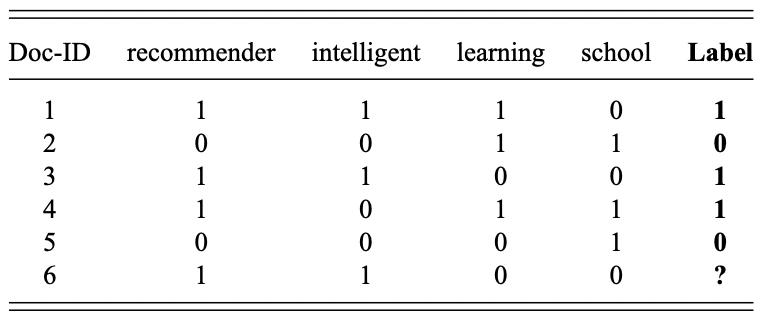 Doc-ID recommender intelligent learning school Label
1 1 1 1 0 1
2 0 0 1 1 0
3 1 1 0 0 1
4 1 0 1 1 1
5 0 0 0 1 0
6 1 1 0 0 ?